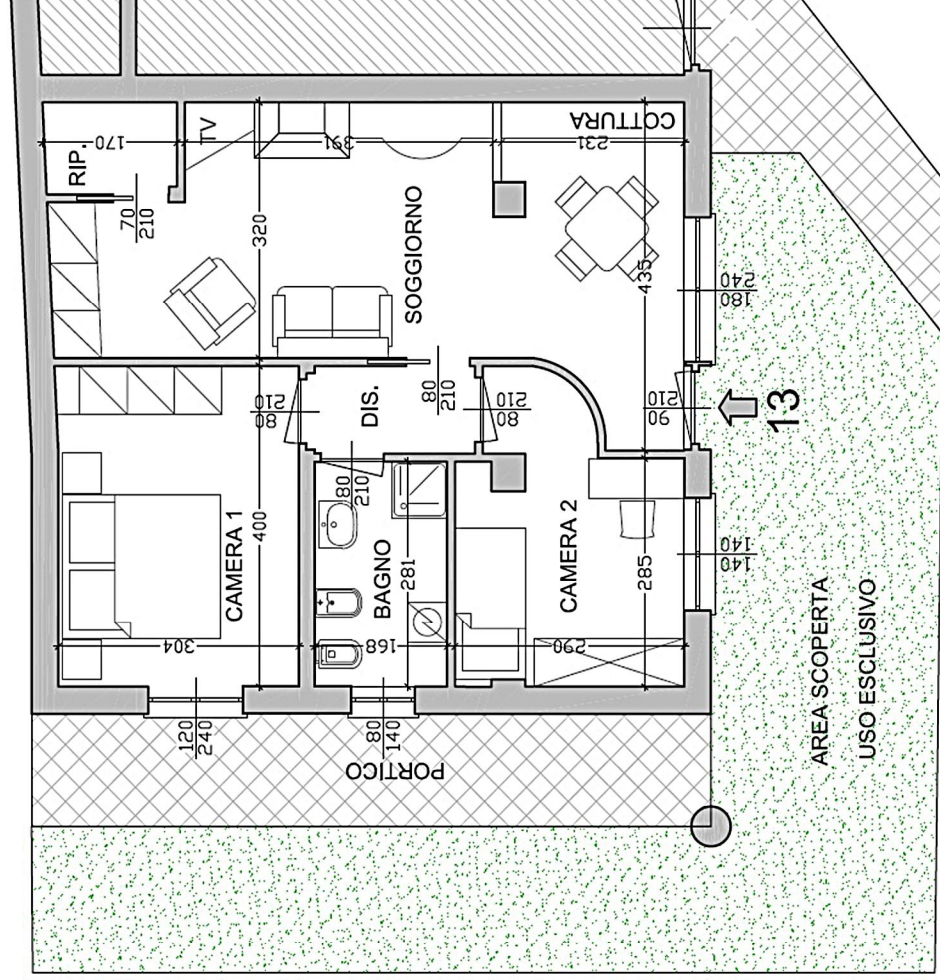 COTTURA
TV
170
391
231
RIP.
70
210
320
SOGGIORNO
435
240
180
210
80
DIS.
80
210
210
80
210
90
13
80
210
CAMERA 1
400
BAGNO
281
CAMERA 2
285
140
140
304
168
290
120
240
80
140
PORTICO
AREA SCOPERTA
USO ESCLUSIVO